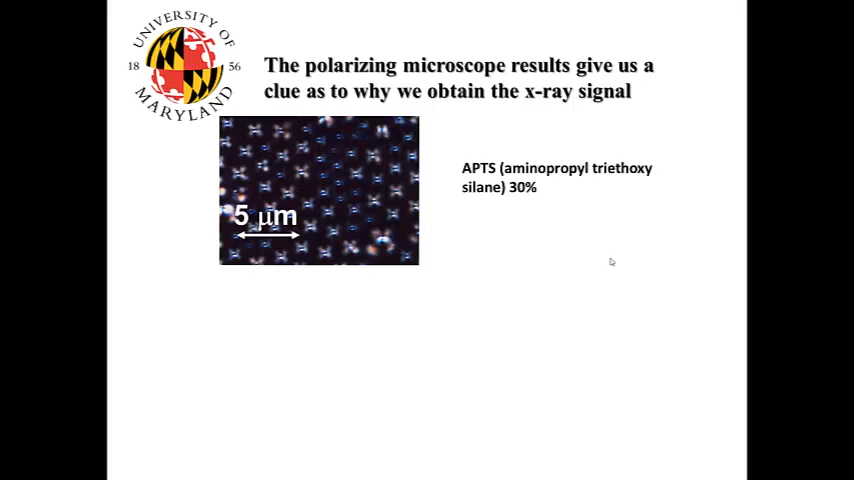 UNIVERSITY OF
18 56
MARYLAND
The polarizing microscope results give us a
clue as to why we obtain the x-ray signal
APTS (aminopropyl triethoxy
silane) 30%
5 μm